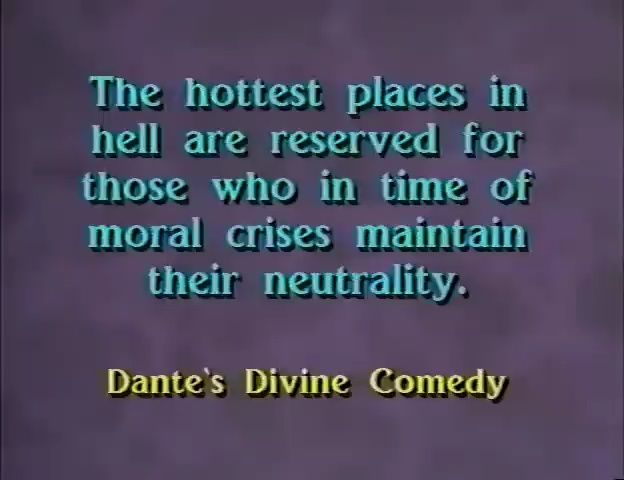 The hottest places in
hell are reserved for
those who in time of
moral crises maintain
their neutrality.
Dante's Divine Comedy